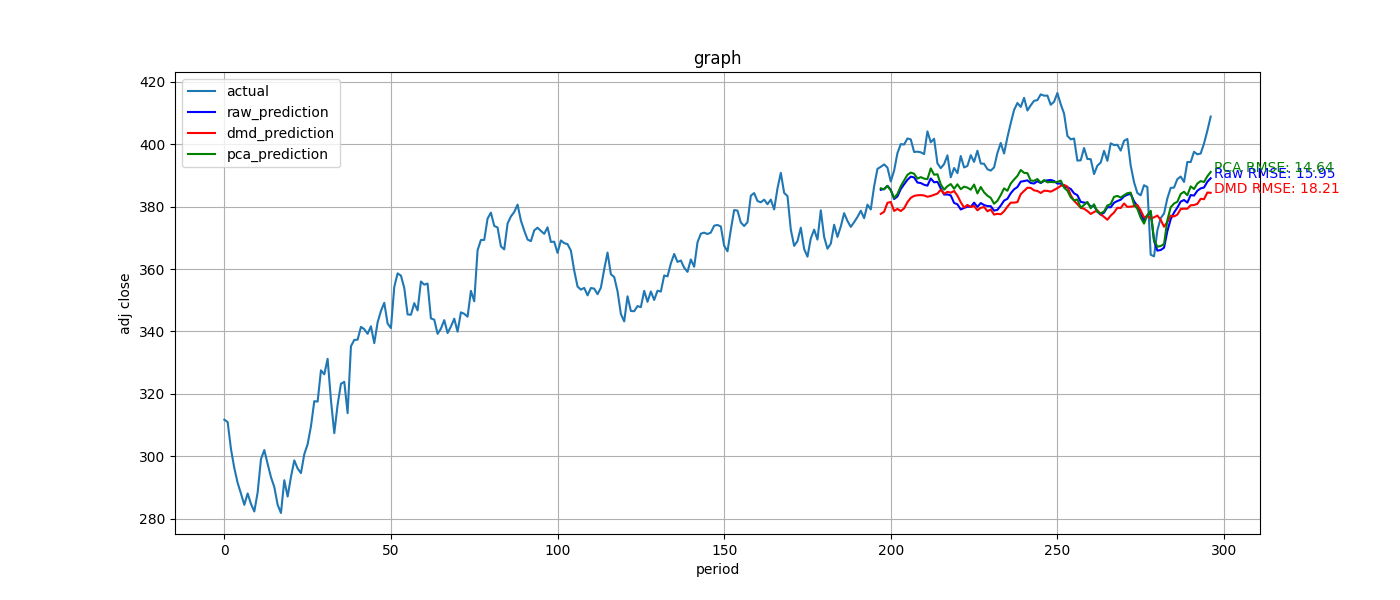 graph
420
400
380
360
340
320
300
280
adj close
actual
raw_prediction
dmd_prediction
pca_prediction
PCA RMSE: 14.64
Raw RMSE: 15.95
DMD RMSE: 18.21
0 50 100 150 200 250 300
period